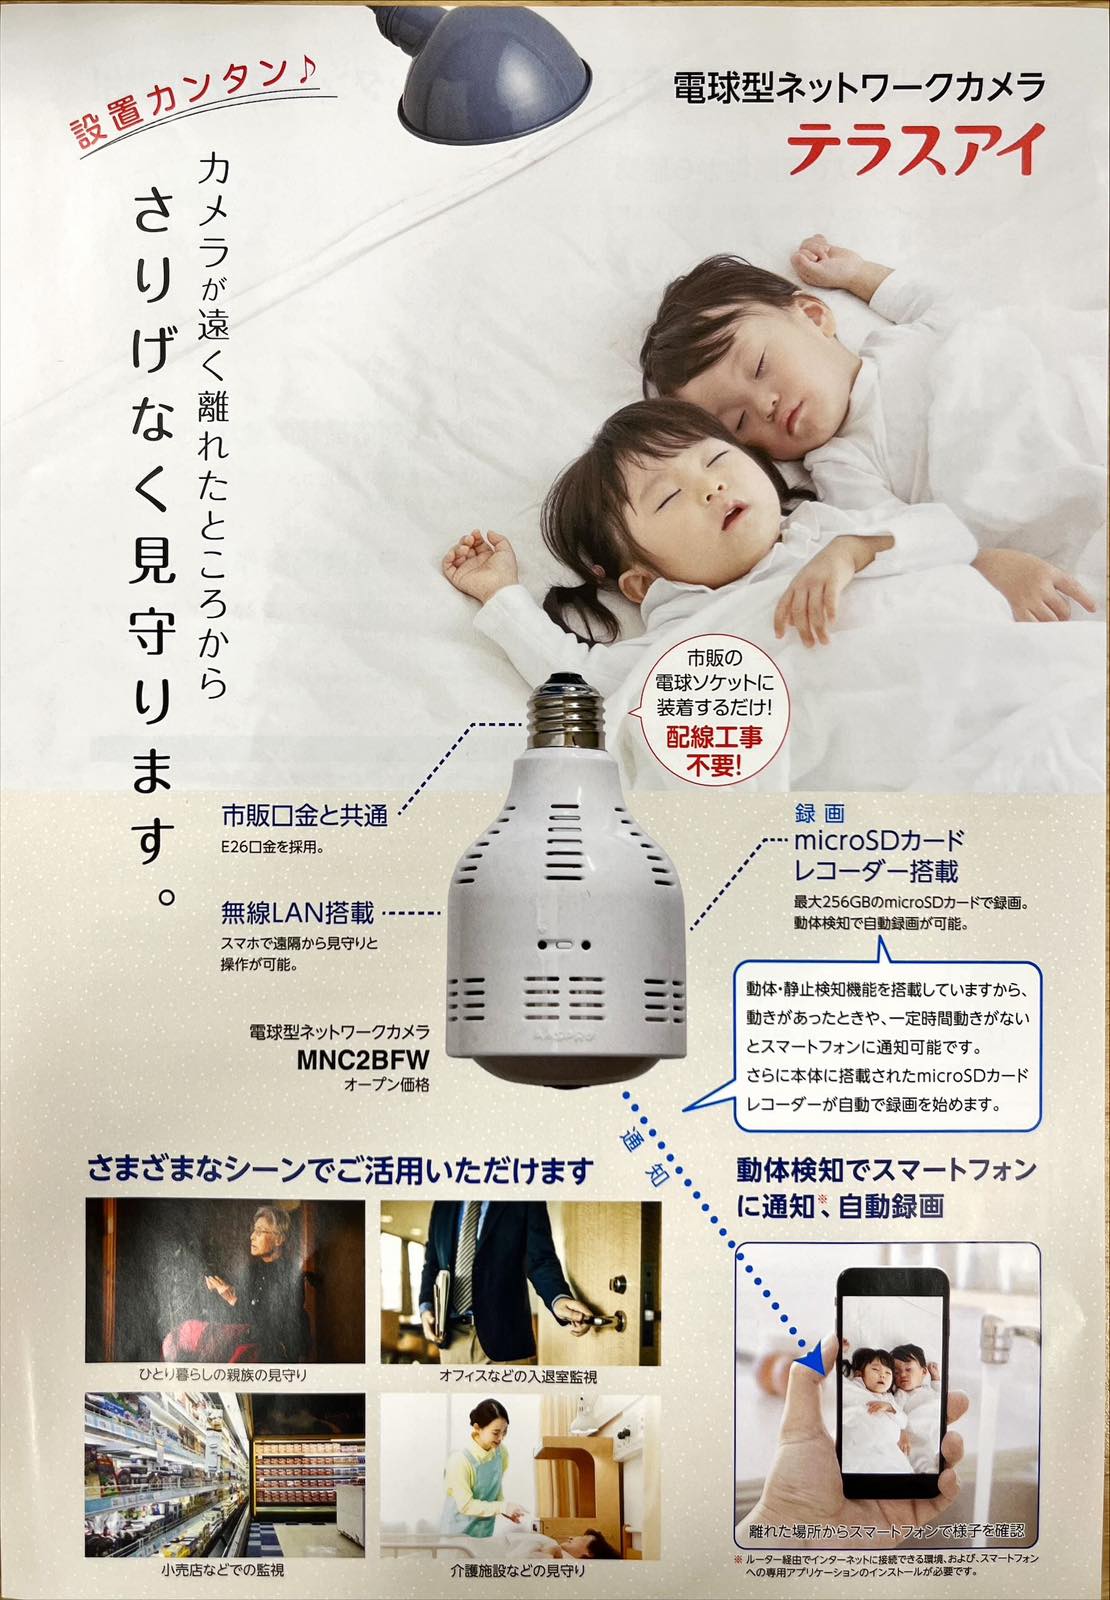 設置カンタン♪
電球型ネットワークカメラ
テラスアイ
カメラが遠く離れたところから
さりげなく見守ります。
市販の
電球ソケットに
装着するだけ!
配線工事
不要!
市販口金と共通
E26口金を採用。
無線LAN搭載
スマホで遠隔から見守りと
操作が可能。
録画
microSDカード
レコーダー搭載
最大256GBのmicroSDカードで録画。
動体検知で自動録画が可能。
動体・静止検知機能を搭載していますから、
動きがあったときや、一定時間動きがない
とスマートフォンに通知可能です。
さらに本体に搭載されたmicroSDカード
レコーダーが自動で録画を始めます。
電球型ネットワークカメラ
MNC2BFW
オープン価格
通知
さまざまなシーンでご活用いただけます
ひとり暮らしの親族の見守り
オフィスなどの入退室監視
小売店などでの監視
介護施設などの見守り
動体検知でスマートフォン
に通知※、自動録画
離れた場所からスマートフォンで様子を確認
※ ルーター経由でインターネットに接続できる環境、および、スマートフォン
への専用アプリケーションのインストールが必要です。